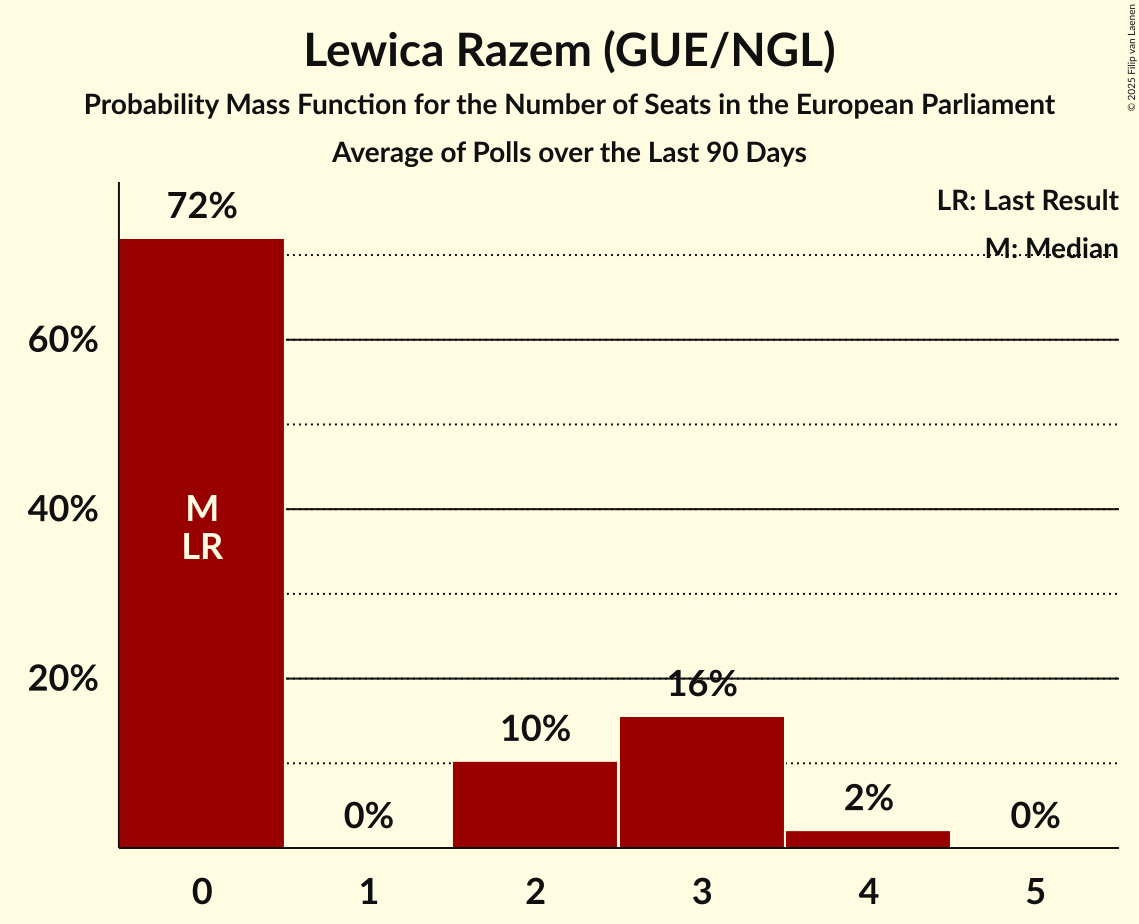 Lewica Razem (GUE/NGL)
Probability Mass Function for the Number of Seats in the European Parliament
Average of Polls over the Last 90 Days
© 2025 Filip van Laenen
LR: Last Result
M: Median
72%
60%
40%
20%
M
LR
0%
10%
16%
2%
0%
0
1
2
3
4
5